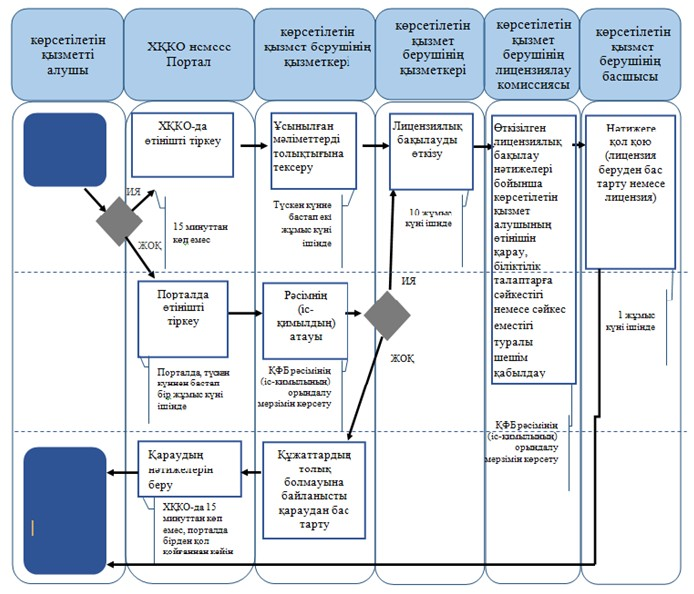 көрсетілетін
қызметті
алушы
ХҚКО немесе
Портал
көрсетілетін
қызмет берушінің
қызметкері
көрсетілетін
қызмет
берушінің
қызметкері
көрсетілетін
қызмет
берушінің
лицензиялау
комиссиясы
көрсетілетін
қызмет
берушінің
басшысы
ХҚКО-да
өтінішті тіркеу
Ұсынылған
мәліметтерді
толықтығына
тексеру
Лицензиялық
бақылауды
өткізу
Өткізілген
лицензиялық
бақылау
нәтижелері
бойынша
көрсетілетін
қызмет
алушының
өтінішін
қарау,
біліктілік
талаптарға
сәйкестігі
немесе сәйкес
еместігі
туралы
шешім
қабылдау
Нәтижеге
қол қою
(лицензия
беруден бас
тарту немесе
лицензия)
ИЯ
15 минуттан
көп емес
ЖОҚ
Түскен күнне
бастап екі
жұмыс күні
ішінде
10 жұмыс
күні ішінде
Порталда
өтінішті
тіркеу
Рәсімнің
(іс-
қимылдың)
атауы
ИЯ
1 жұмыс
күні ішінде
ЖОҚ
Порталда, түскен
күннен бастап
бір жұмыс күні
ішінде
ҚФБ рәсімінің
(іс-кимылының)
орындалу
мерзімін көрсету
ҚФБ рәсімінің
(іс-кимылының)
орындалу
мерзімін көрсету
Қараудың
нәтижелерін
беру
Құжаттардың
толық
болмауына
байланысты
қараудан бас
тарту
ХҚКО-да 15
минуттан көп
емес, порталда
бірден қол
қойғаннан кейін